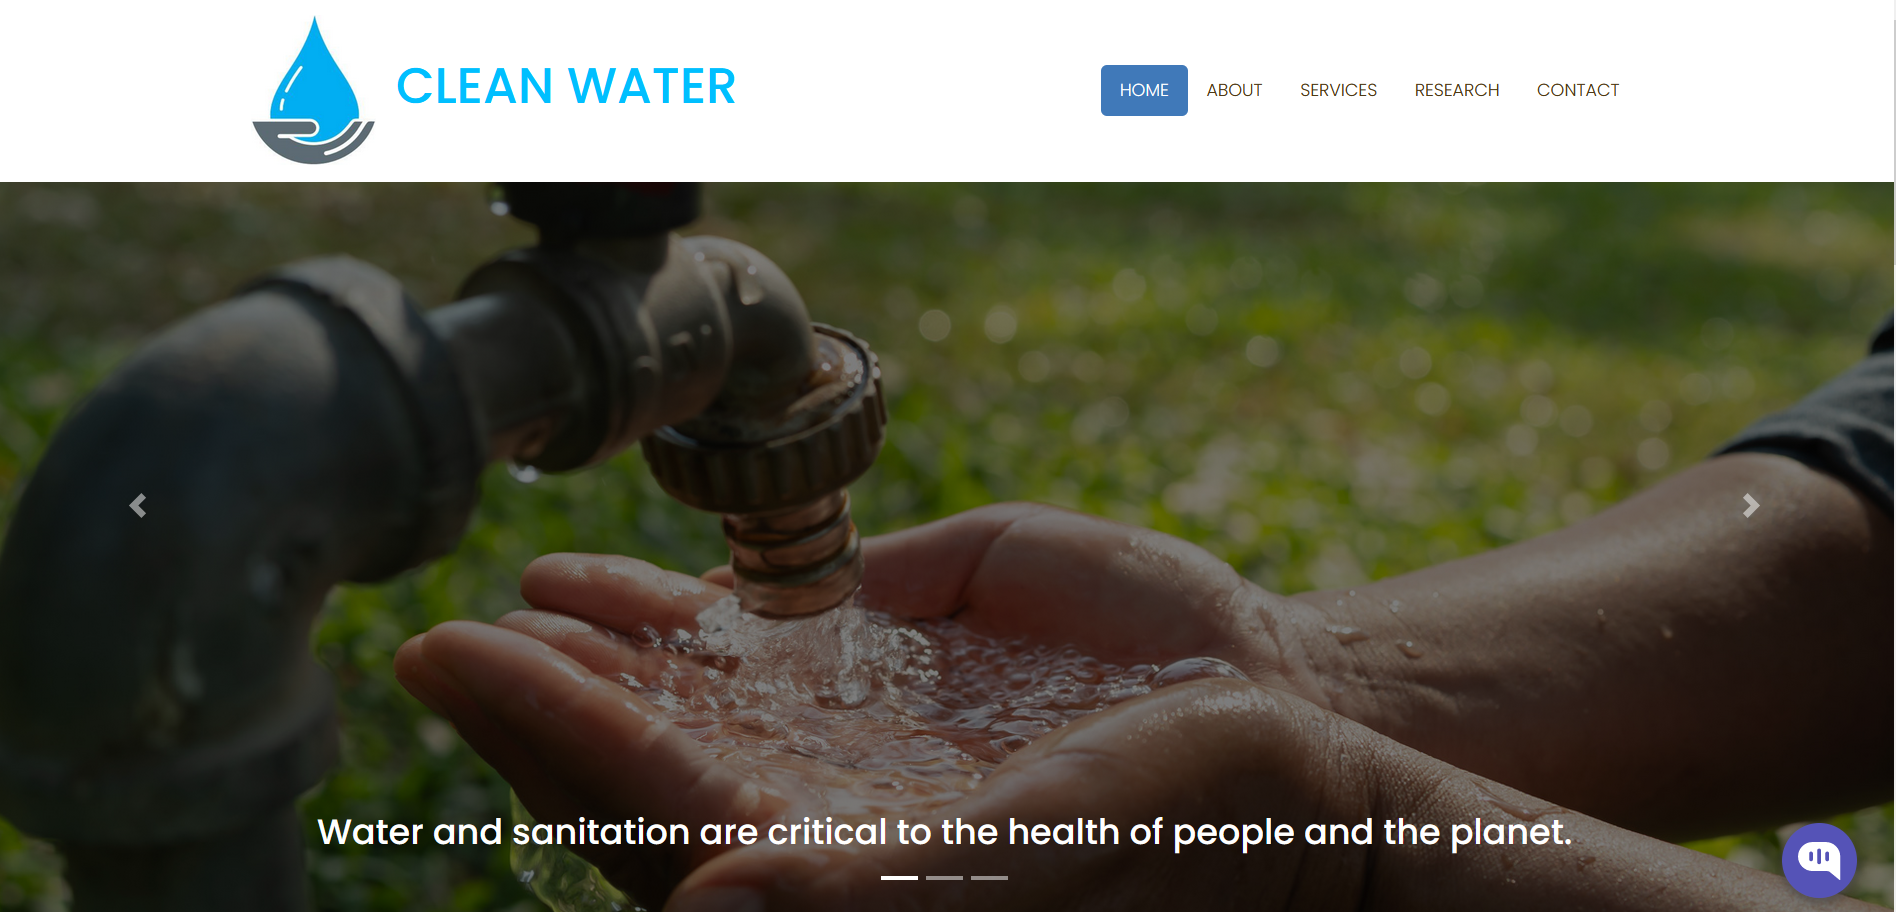 CLEAN WATER
HOME ABOUT SERVICES RESEARCH CONTACT
Water and sanitation are critical to the health of people and the planet.